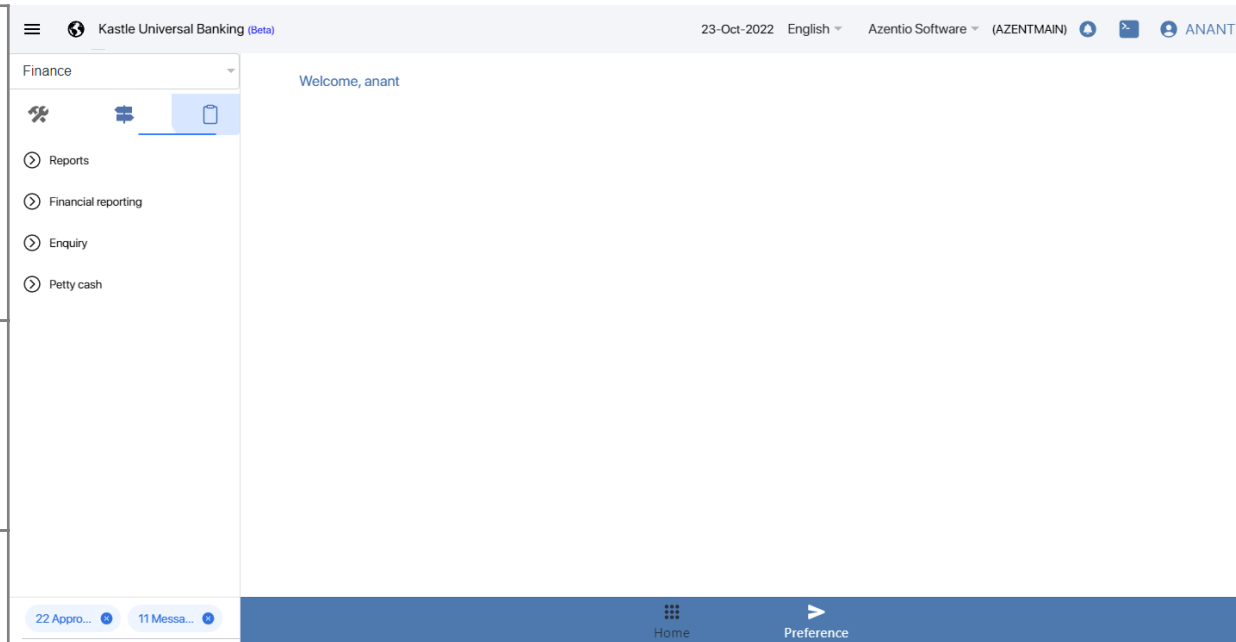 Kastle Universal Banking (Beta)
23-Oct-2022 English Azentio Software (AZENTMAIN) ANANT
Finance
Welcome, anant
Reports
Financial reporting
Enquiry
Petty cash
22 Appro... 11 Messa...
Home Preference